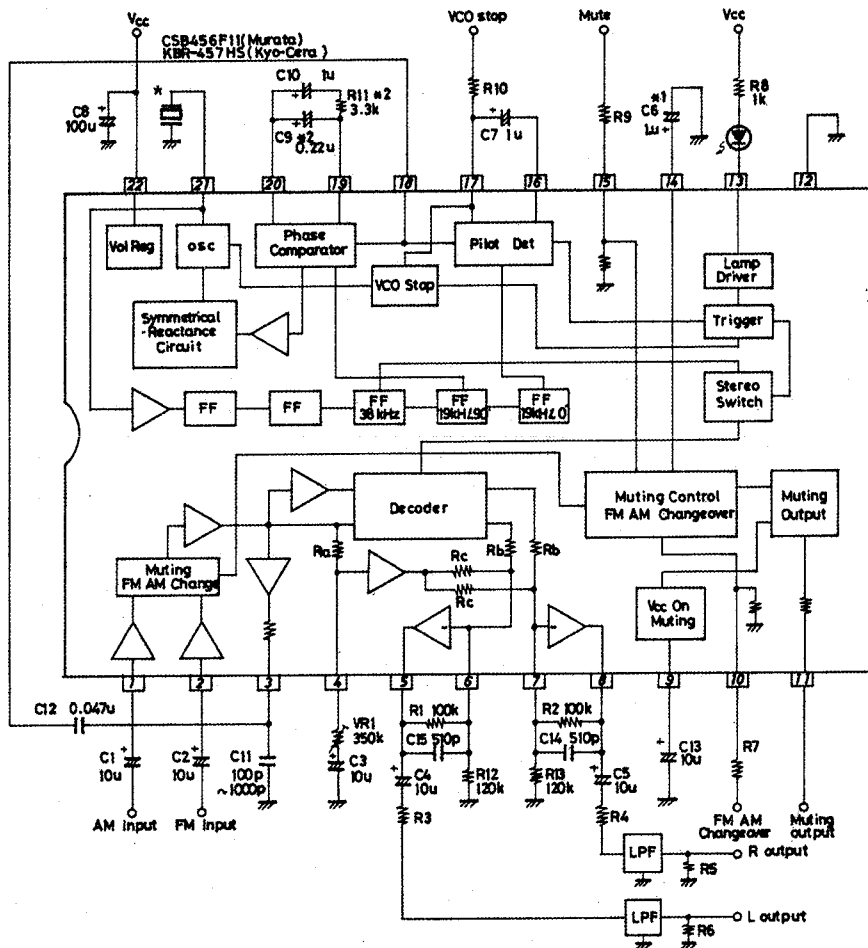 Vcc
CSB456F11(Murata)
KBR-457HS(Kyo-Cera)
VCO stop
Mute
Vcc
C8
100u
*
C10 1u
R11 *2
3.3k
C9 *2
0.22u
R10
C7 1u
R9
*1
C6
1u
R8
1k
22
21
20
19
18
17
16
15
14
13
12
Vol Reg
osc
Phase
Comparator
Pilot Det
VCO Stop
Lamp
Driver
Symmetrical
-Reactance
Circuit
Trigger
FF
FF
FF
38kHz
FF
19kHz∠90°
FF
19kHz∠0
Stereo
Switch
Decoder
Muting Control
FM AM Changeover
Muting
Output
Ra
Rb
Rb
Rc
Rc
Muting
FM AM Change
Vcc On
Muting
1
2
3
4
5
6
7
8
9
10
11
C12 0.047u
C1
10u
C2
10u
C11
100p
~1000p
VR1
350k
C3
10u
R1 100k
C15 510p
C4
10u
R12
120k
R3
R2 100k
C14 510p
R13
120k
C5
10u
R4
C13
10u
R7
AM Input
FM Input
FM AM
Changeover
Muting
output
LPF
R output
R5
LPF
L output
R6